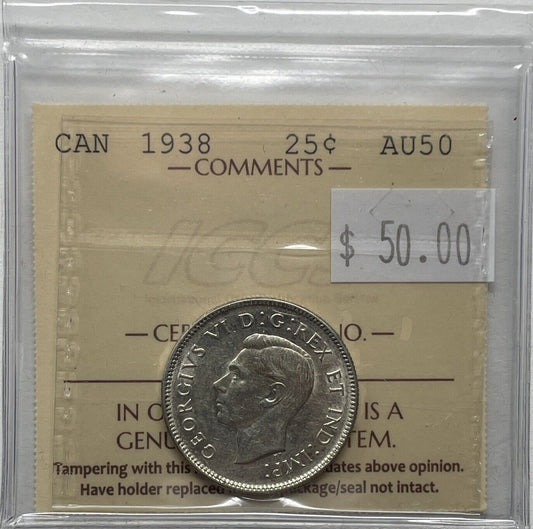 CAN 1938 25¢ AU50
—COMMENTS—
$ 50.00
ICCS
— CER NO.—
GEORGIVS VI D:G:REX ET IND:IMP:
IN O IS A
GENU TEM.
Tampering with this dates above opinion.
Have holder replaced i ckage/seal not intact.